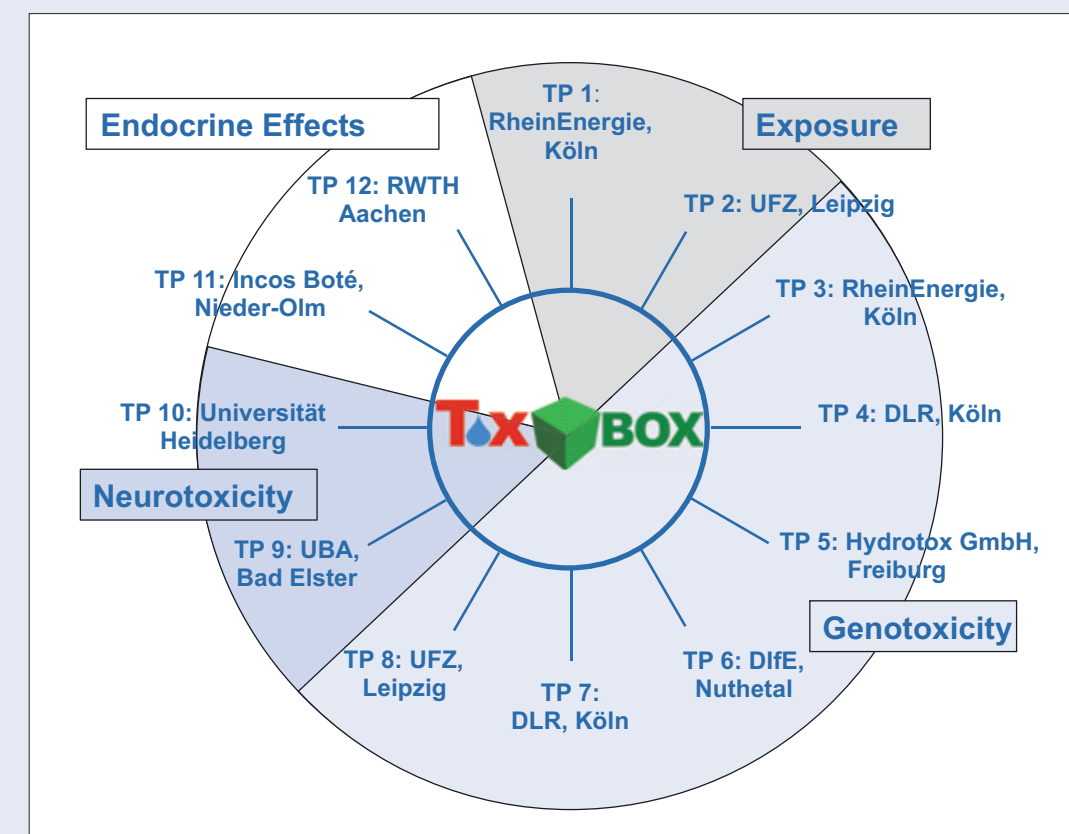 Endocrine Effects
Exposure
TP 1:
RheinEnergie,
Köln
TP 2: UFZ, Leipzig
TP 3: RheinEnergie,
Köln
TP 4: DLR, Köln
TP 5: Hydrotox GmbH,
Freiburg
Genotoxicity
TP 6: DIfE,
Nuthetal
TP 7:
DLR, Köln
TP 8: UFZ,
Leipzig
TP 9: UBA,
Bad Elster
Neurotoxicity
TP 10: Universität
Heidelberg
TP 11: Incos Boté,
Nieder-Olm
TP 12: RWTH
Aachen
TOX BOX